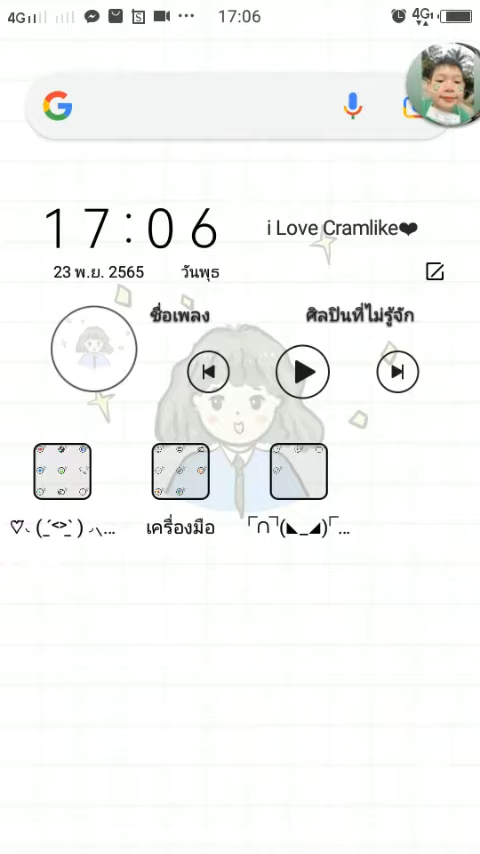 4G 17:06 4G
G
17:06 i Love Cramlike❤
23 พ.ย. 2565 วันพุธ
ชื่อเพลง ศิลปินที่ไม่รู้จัก
♡ヽ(´<>` )ﾉ\... เครื่องมือ 「∩」(◣_◢)「...